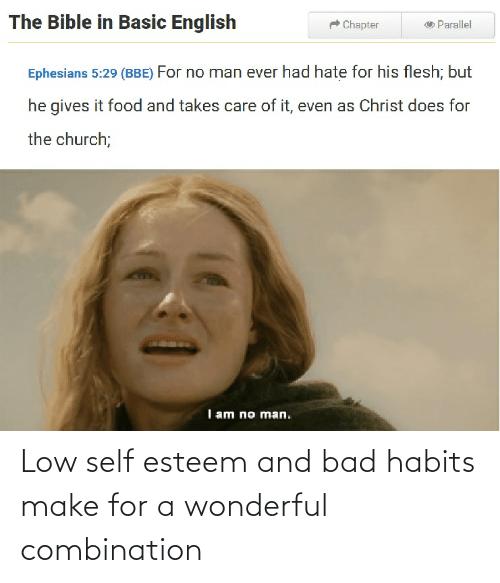 The Bible in Basic English
Chapter
Parallel
Ephesians 5:29 (BBE) For no man ever had hate for his flesh; but
he gives it food and takes care of it, even as Christ does for
the church;
I am no man.
Low self esteem and bad habits
make for a wonderful
combination